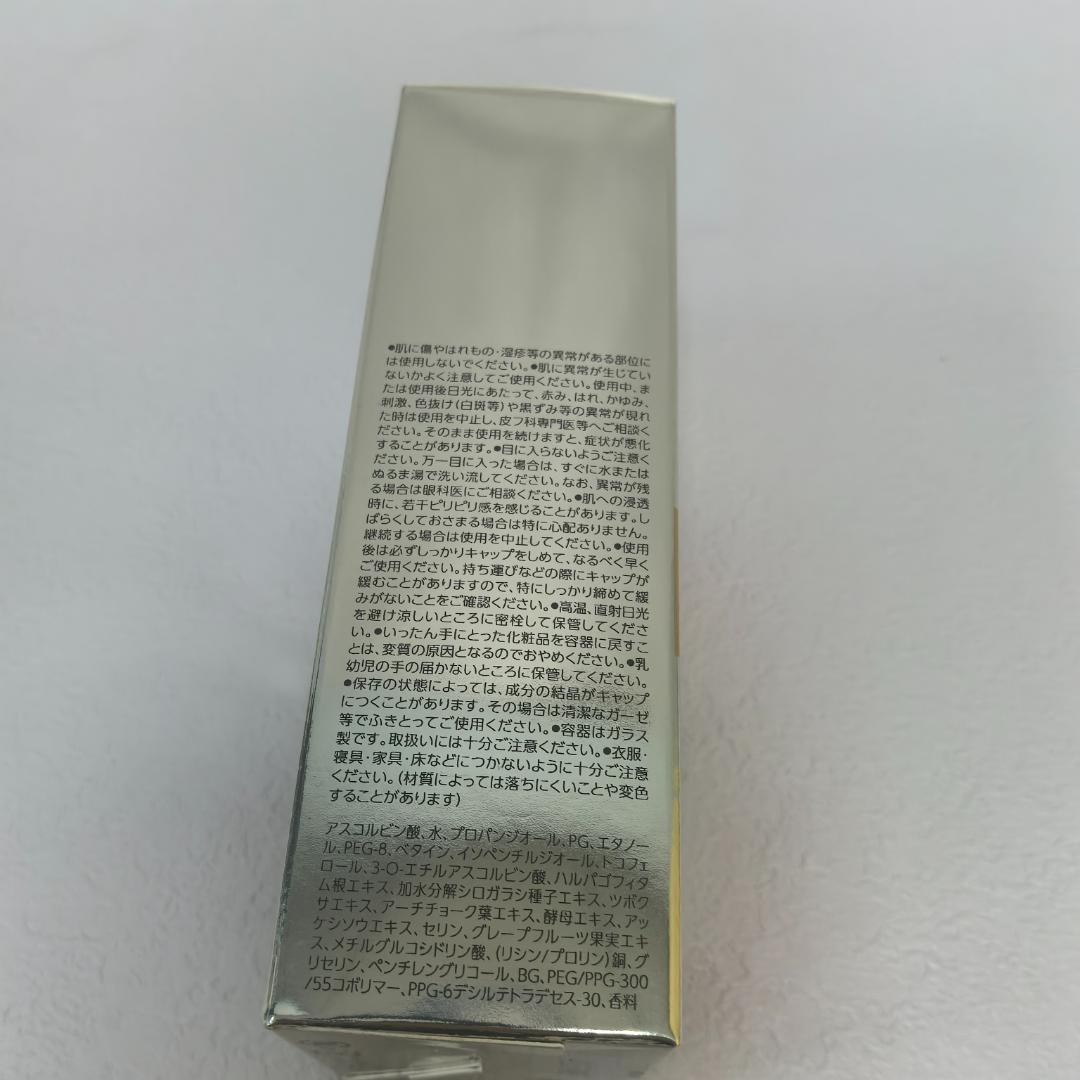 ●肌に傷やはれもの・湿疹等の異常がある部位に
は使用しないでください。●肌に異常が生じてい
ないかよく注意してご使用ください。使用中、ま
たは使用後日光にあたって、赤み、はれ、かゆみ、
刺激、色抜け(白斑等)や黒ずみ等の異常が現れ
た時は使用を中止し、皮フ科専門医等へご相談く
ださい。そのまま使用を続けますと、症状が悪化
することがあります。●目に入らないようご注意く
ださい。万一目に入った場合は、すぐに水または
ぬるま湯で洗い流してください。なお、異常が残
る場合は眼科医にご相談ください。●肌への浸透
時に、若干ピリピリ感を感じることがあります。し
ばらくしておさまる場合は特に心配ありません。
継続する場合は使用を中止してください。●使用
後は必ずしっかりキャップをしめて、なるべく早く
ご使用ください。持ち運びなどの際にキャップが
緩むことがありますので、特にしっかり締めて緩
みがないことをご確認ください。●高温、直射日光
を避け涼しいところに密栓して保管してくださ
い。●いったん手にとった化粧品を容器に戻すこ
とは、変質の原因となるのでおやめください。●乳
幼児の手の届かないところに保管してください。
●保存の状態によっては、成分の結晶がキャップ
につくことがあります。その場合は清潔なガーゼ
等でふきとってご使用ください。●容器はガラス
製です。取扱いには十分ご注意ください。●衣服・
寝具・家具・床などにつかないように十分ご注意
ください。(材質によっては落ちにくいことや変色
することがあります)
アスコルビン酸、水、プロパンジオール、PG、エタノー
ル、PEG-8、ベタイン、イソペンチルジオール、トコフェ
ロール、3-O-エチルアスコルビン酸、ハルパゴフィタ
ム根エキス、加水分解シロガラシ種子エキス、ツボク
サエキス、アーチチョーク葉エキス、酵母エキス、アッ
ケシソウエキス、セリン、グレープフルーツ果実エキ
ス、メチルグルコシドリン酸、(リシン/プロリン)銅、グ
リセリン、ペンチレングリコール、BG、PEG/PPG-300
/55コポリマー、PPG-6デシルテトラデセス-30、香料